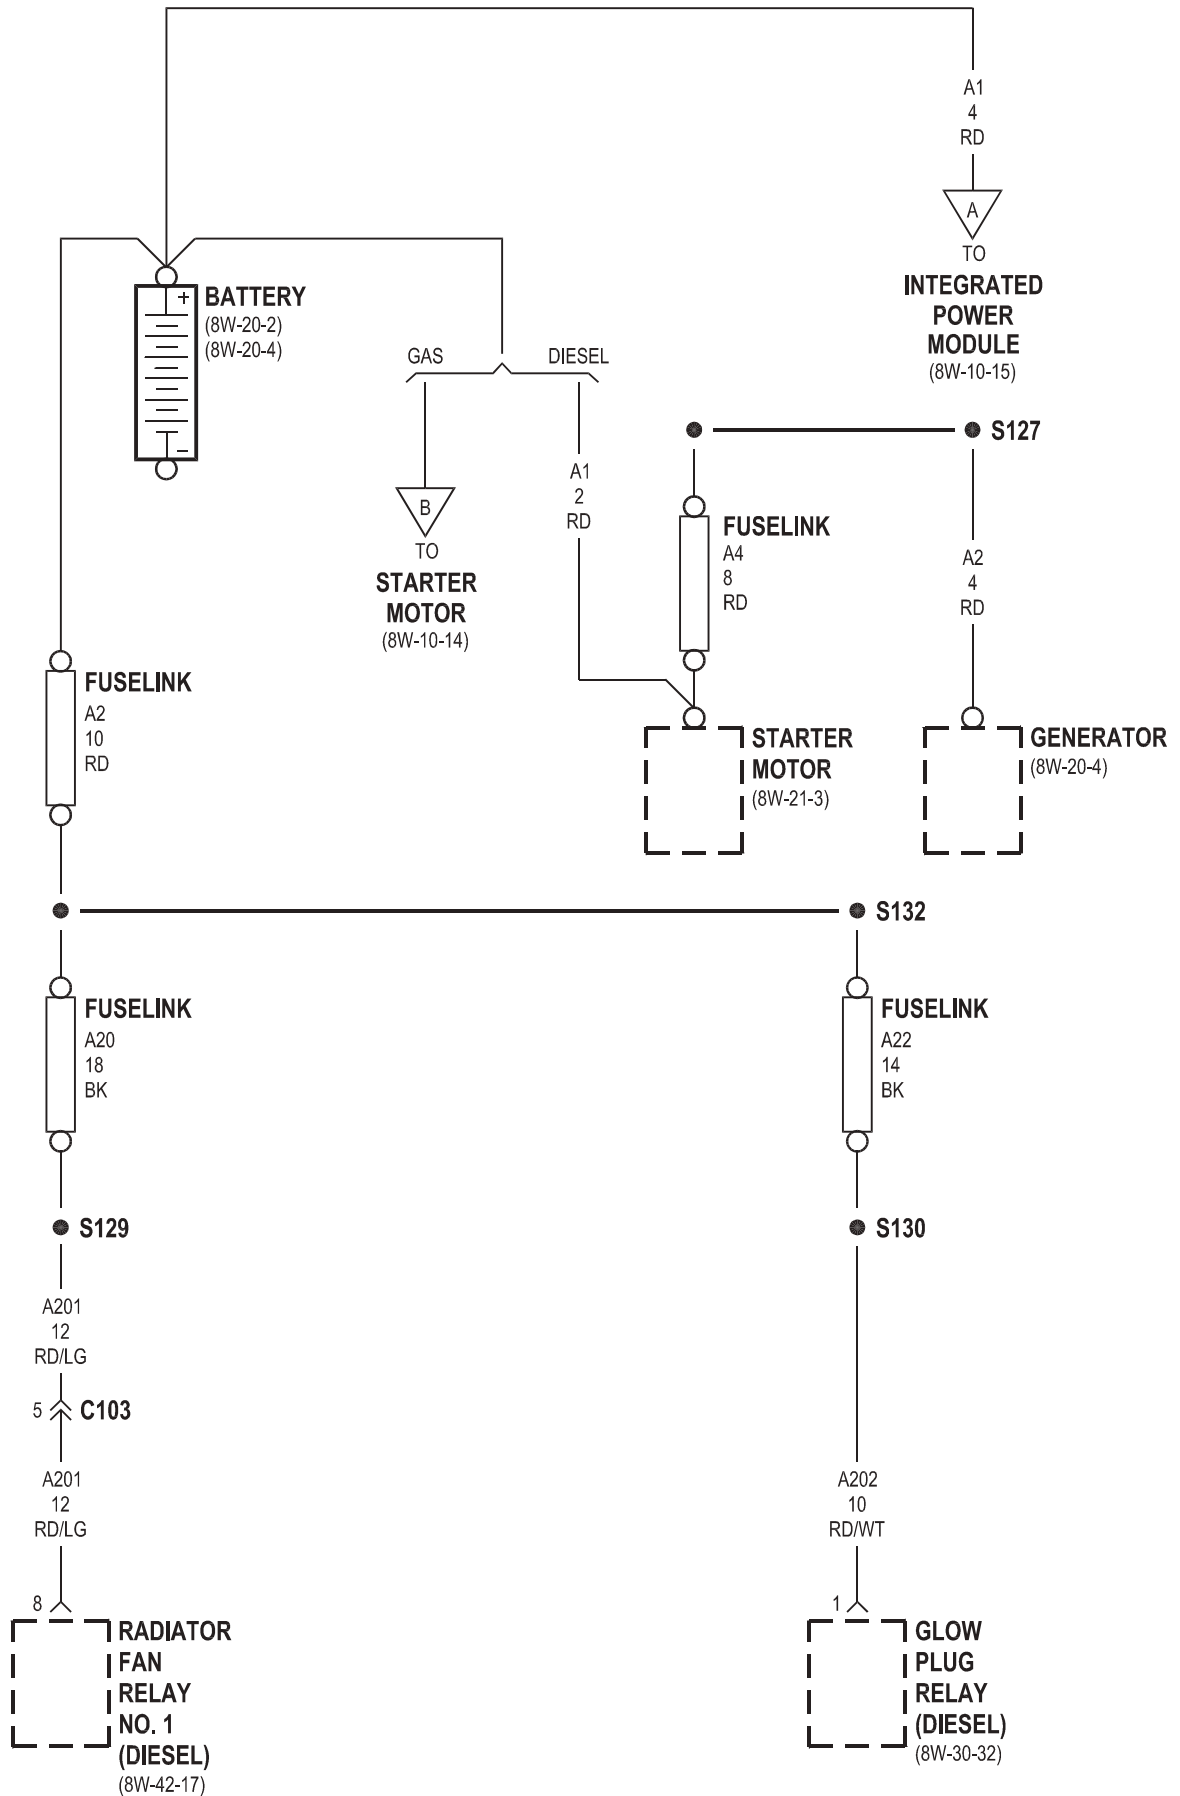 A1
4
RD
A
TO
INTEGRATED
POWER
MODULE
(8W-10-15)
+
BATTERY
(8W-20-2)
(8W-20-4)
−
GAS
DIESEL
B
TO
STARTER
MOTOR
(8W-10-14)
A1
2
RD
S127
FUSELINK
A4
8
RD
A2
4
RD
FUSELINK
A2
10
RD
STARTER
MOTOR
(8W-21-3)
GENERATOR
(8W-20-4)
S132
FUSELINK
A20
18
BK
FUSELINK
A22
14
BK
S129
S130
A201
12
RD/LG
5 C103
A201
12
RD/LG
A202
10
RD/WT
8
RADIATOR
FAN
RELAY
NO. 1
(DIESEL)
(8W-42-17)
1
GLOW
PLUG
RELAY
(DIESEL)
(8W-30-32)